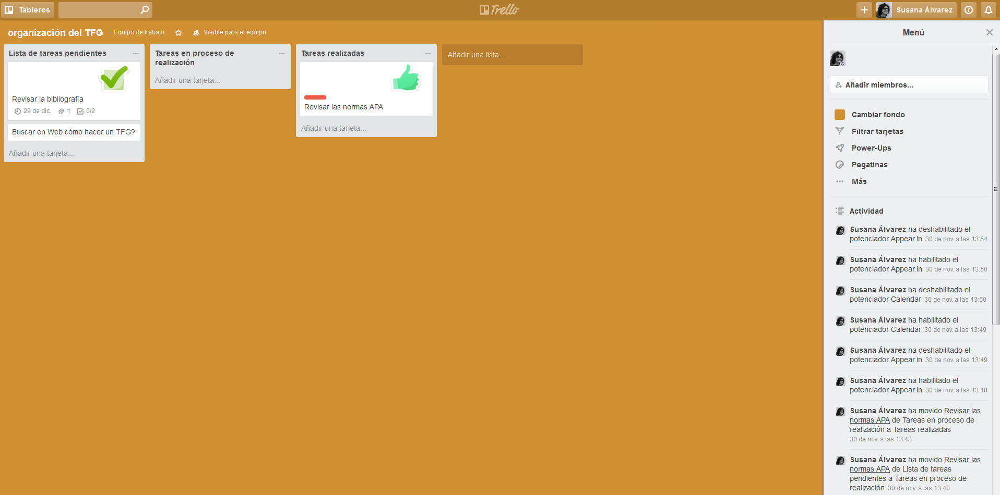 Tableros
Trello
Susana Álvarez
organización del TFG
Equipo de trabajo
Visible para el equipo
Lista de tareas pendientes
Revisar la bibliografía
29 de dic.
1
0/2
Buscar en Web cómo hacer un TFG?
Añadir una tarjeta...
Tareas en proceso de
realización
Añadir una tarjeta...
Tareas realizadas
Revisar las normas APA
Añadir una tarjeta...
Añadir una lista...
Menú
Añadir miembros...
Cambiar fondo
Filtrar tarjetas
Power-Ups
Pegatinas
Más
Actividad
Susana Álvarez ha deshabilitado el
potenciador Appear.in 30 de nov. a las 13:54
Susana Álvarez ha habilitado el
potenciador Appear.in 30 de nov. a las 13:50
Susana Álvarez ha deshabilitado el
potenciador Calendar 30 de nov. a las 13:50
Susana Álvarez ha habilitado el
potenciador Calendar 30 de nov. a las 13:49
Susana Álvarez ha deshabilitado el
potenciador Appear.in 30 de nov. a las 13:49
Susana Álvarez ha habilitado el
potenciador Appear.in 30 de nov. a las 13:48
Susana Álvarez ha movido Revisar las
normas APA de Tareas en proceso de
realización a Tareas realizadas
30 de nov. a las 13:43
Susana Álvarez ha movido Revisar las
normas APA de Lista de tareas
pendientes a Tareas en proceso de
realización 30 de nov. a las 13:40